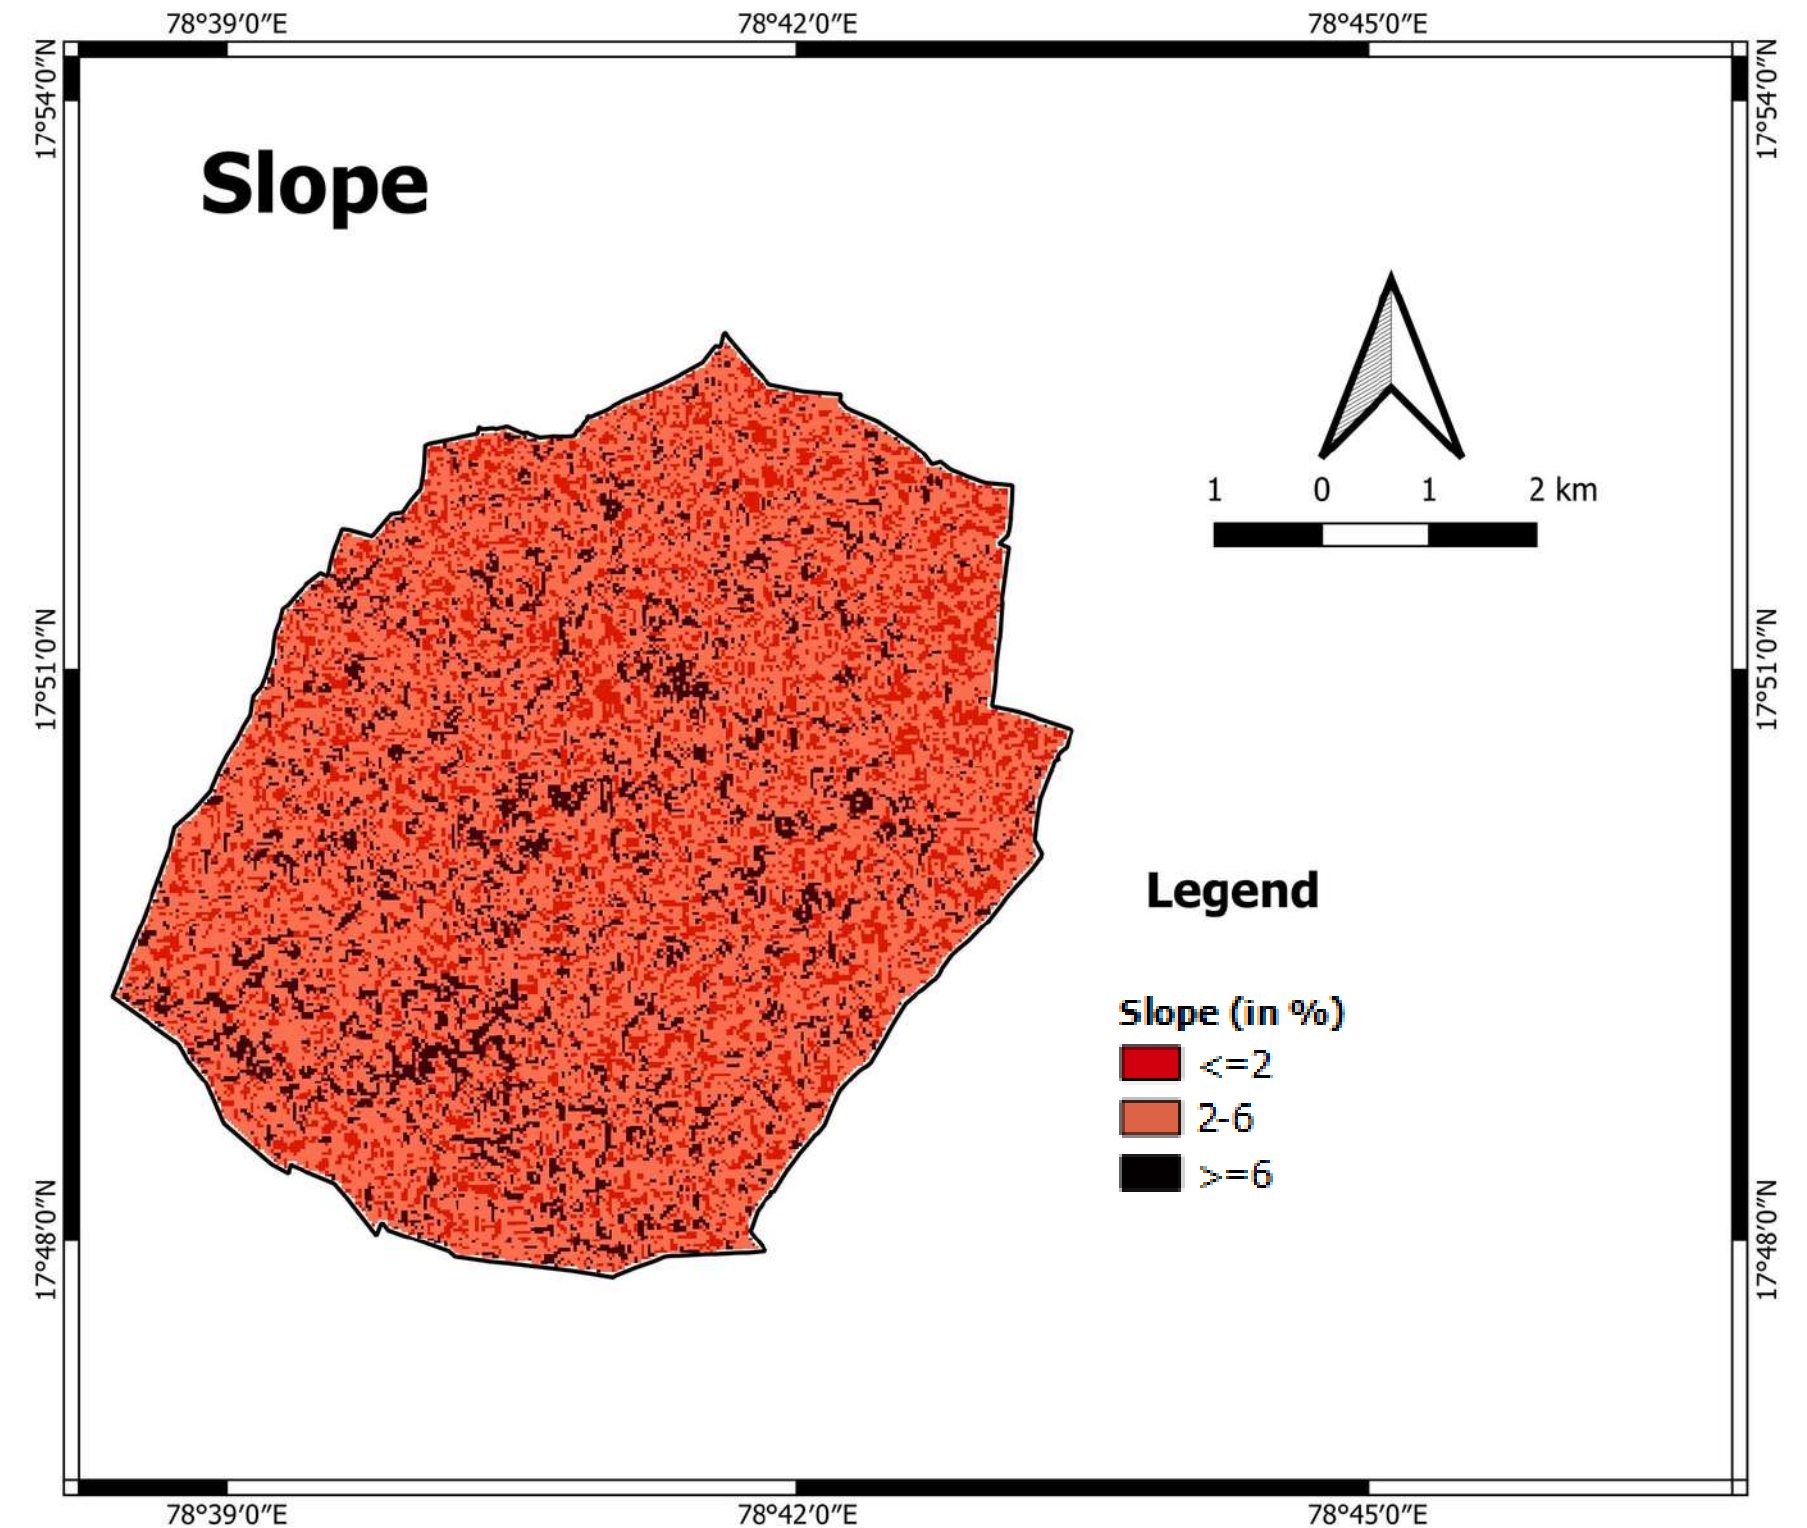 78°39′0″E 78°42′0″E 78°45′0″E
17°54′0″N 17°54′0″N
Slope
1 0 1 2 km
17°51′0″N 17°51′0″N
Legend
Slope (in %)
<=2
2-6
>=6
17°48′0″N 17°48′0″N
78°39′0″E 78°42′0″E 78°45′0″E